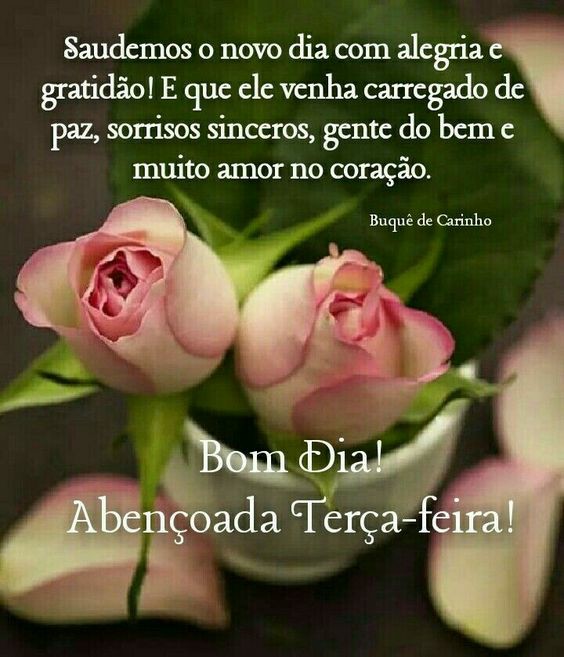 Saudemos o novo dia com alegria e
gratidão! E que ele venha carregado de
paz, sorrisos sinceros, gente do bem e
muito amor no coração.
Buquê de Carinho
Bom Dia!
Abençoada Terça-feira!